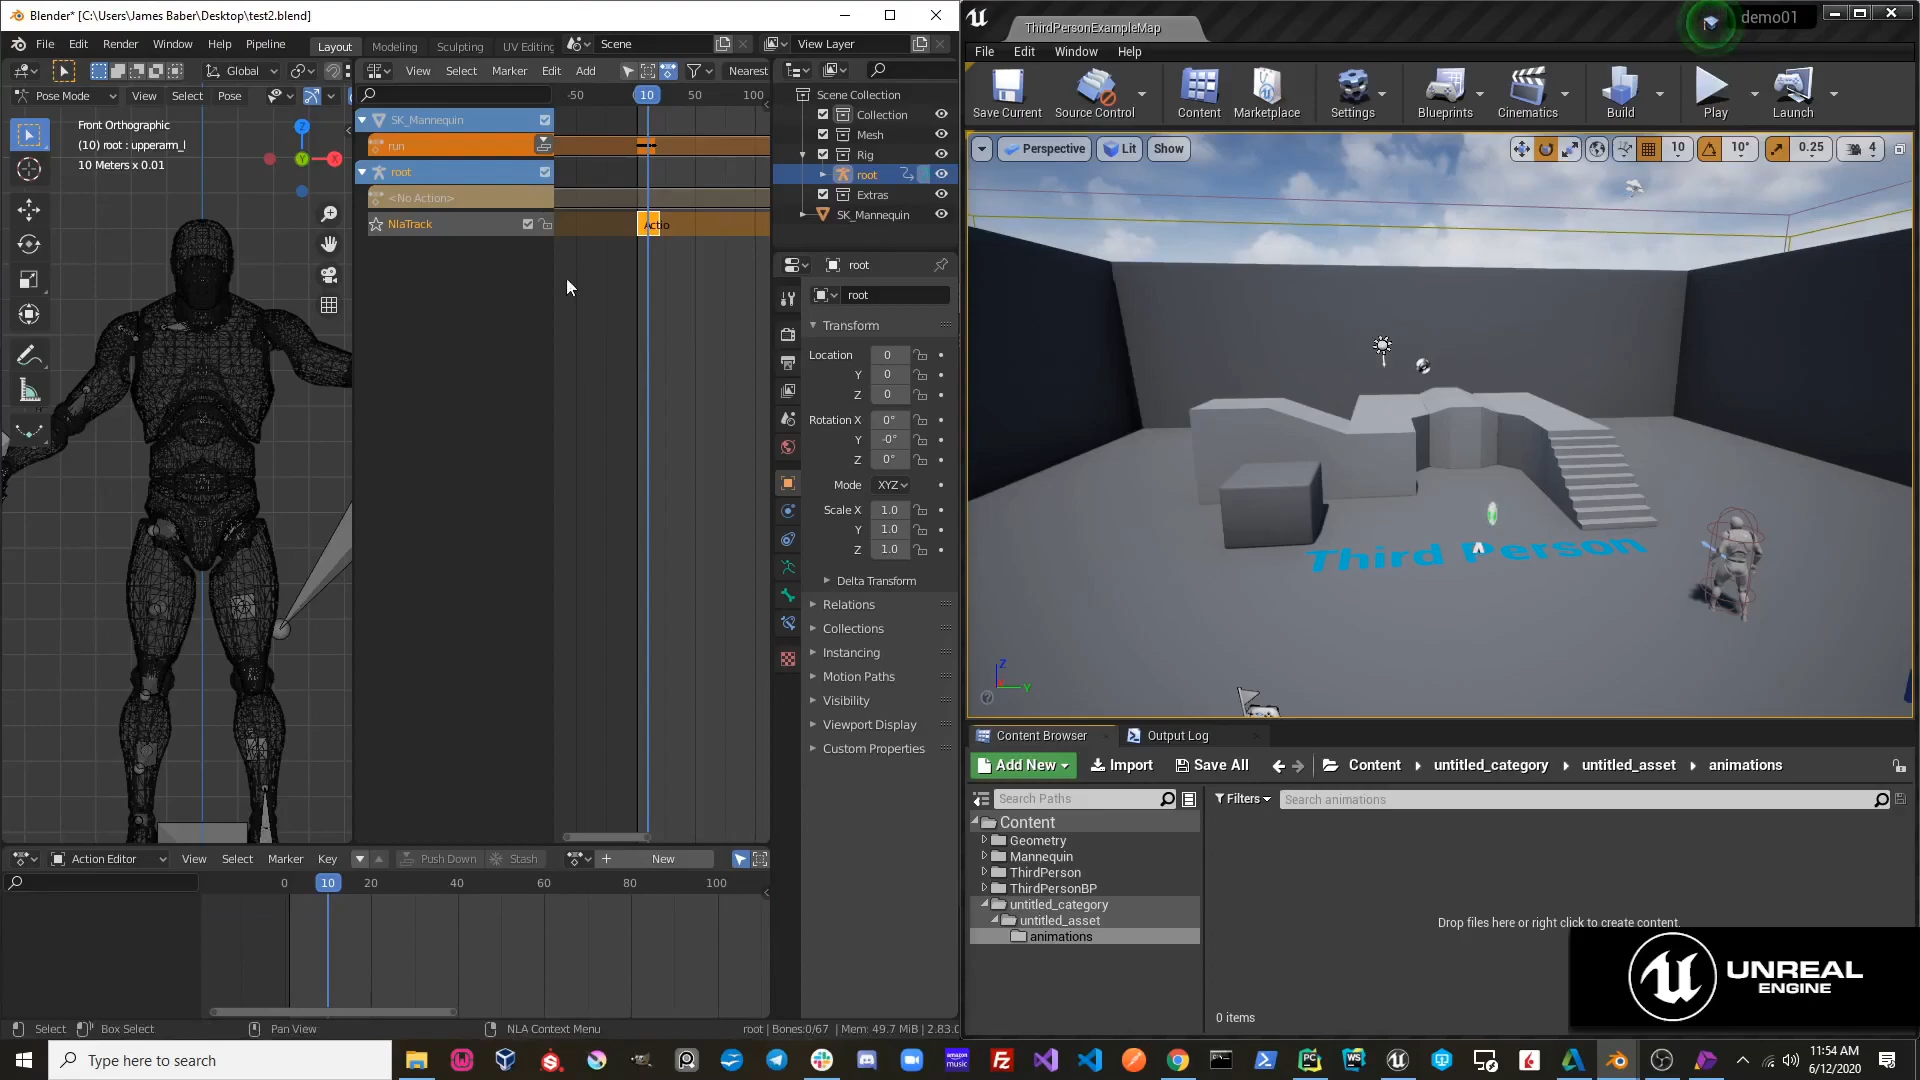 Blender* [C:\Users\James Baber\Desktop\test2.blend]
File Edit Render Window Help Pipeline Layout Modeling Sculpting UV Editing Scene View Layer
Global View Select Marker Edit Add Nearest
Pose Mode View Select Pose
-50 10 50 100
Front Orthographic
(10) root : upperarm_l
10 Meters x 0.01
SK_Mannequin
run
root
<No Action>
NlaTrack
Actio
Scene Collection
Collection
Mesh
Rig
root
Extras
SK_Mannequin
root
root
Transform
Location 0
Y 0
Z 0
Rotation X 0°
Y -0°
Z 0°
Mode XYZ
Scale X 1.0
Y 1.0
Z 1.0
Delta Transform
Relations
Collections
Instancing
Motion Paths
Visibility
Viewport Display
Custom Properties
Action Editor View Select Marker Key Push Down Stash New
0 10 20 40 60 80 100
Select Box Select Pan View NLA Context Menu root | Bones:0/67 | Mem: 49.7 MiB | 2.83.0
ThirdPersonExampleMap
demo01
File Edit Window Help
Save Current Source Control Content Marketplace Settings Blueprints Cinematics Build Play Launch
Perspective Lit Show 10 10° 0.25 4
Third Person
Z
Y
Content Browser Output Log
Add New Import Save All Content untitled_category untitled_asset animations
Search Paths Filters Search animations
Content
Geometry
Mannequin
ThirdPerson
ThirdPersonBP
untitled_category
untitled_asset
animations
Drop files here or right click to create content.
0 items
UNREAL
ENGINE
Type here to search
amazon music
PC
WS
11:54 AM
6/12/2020